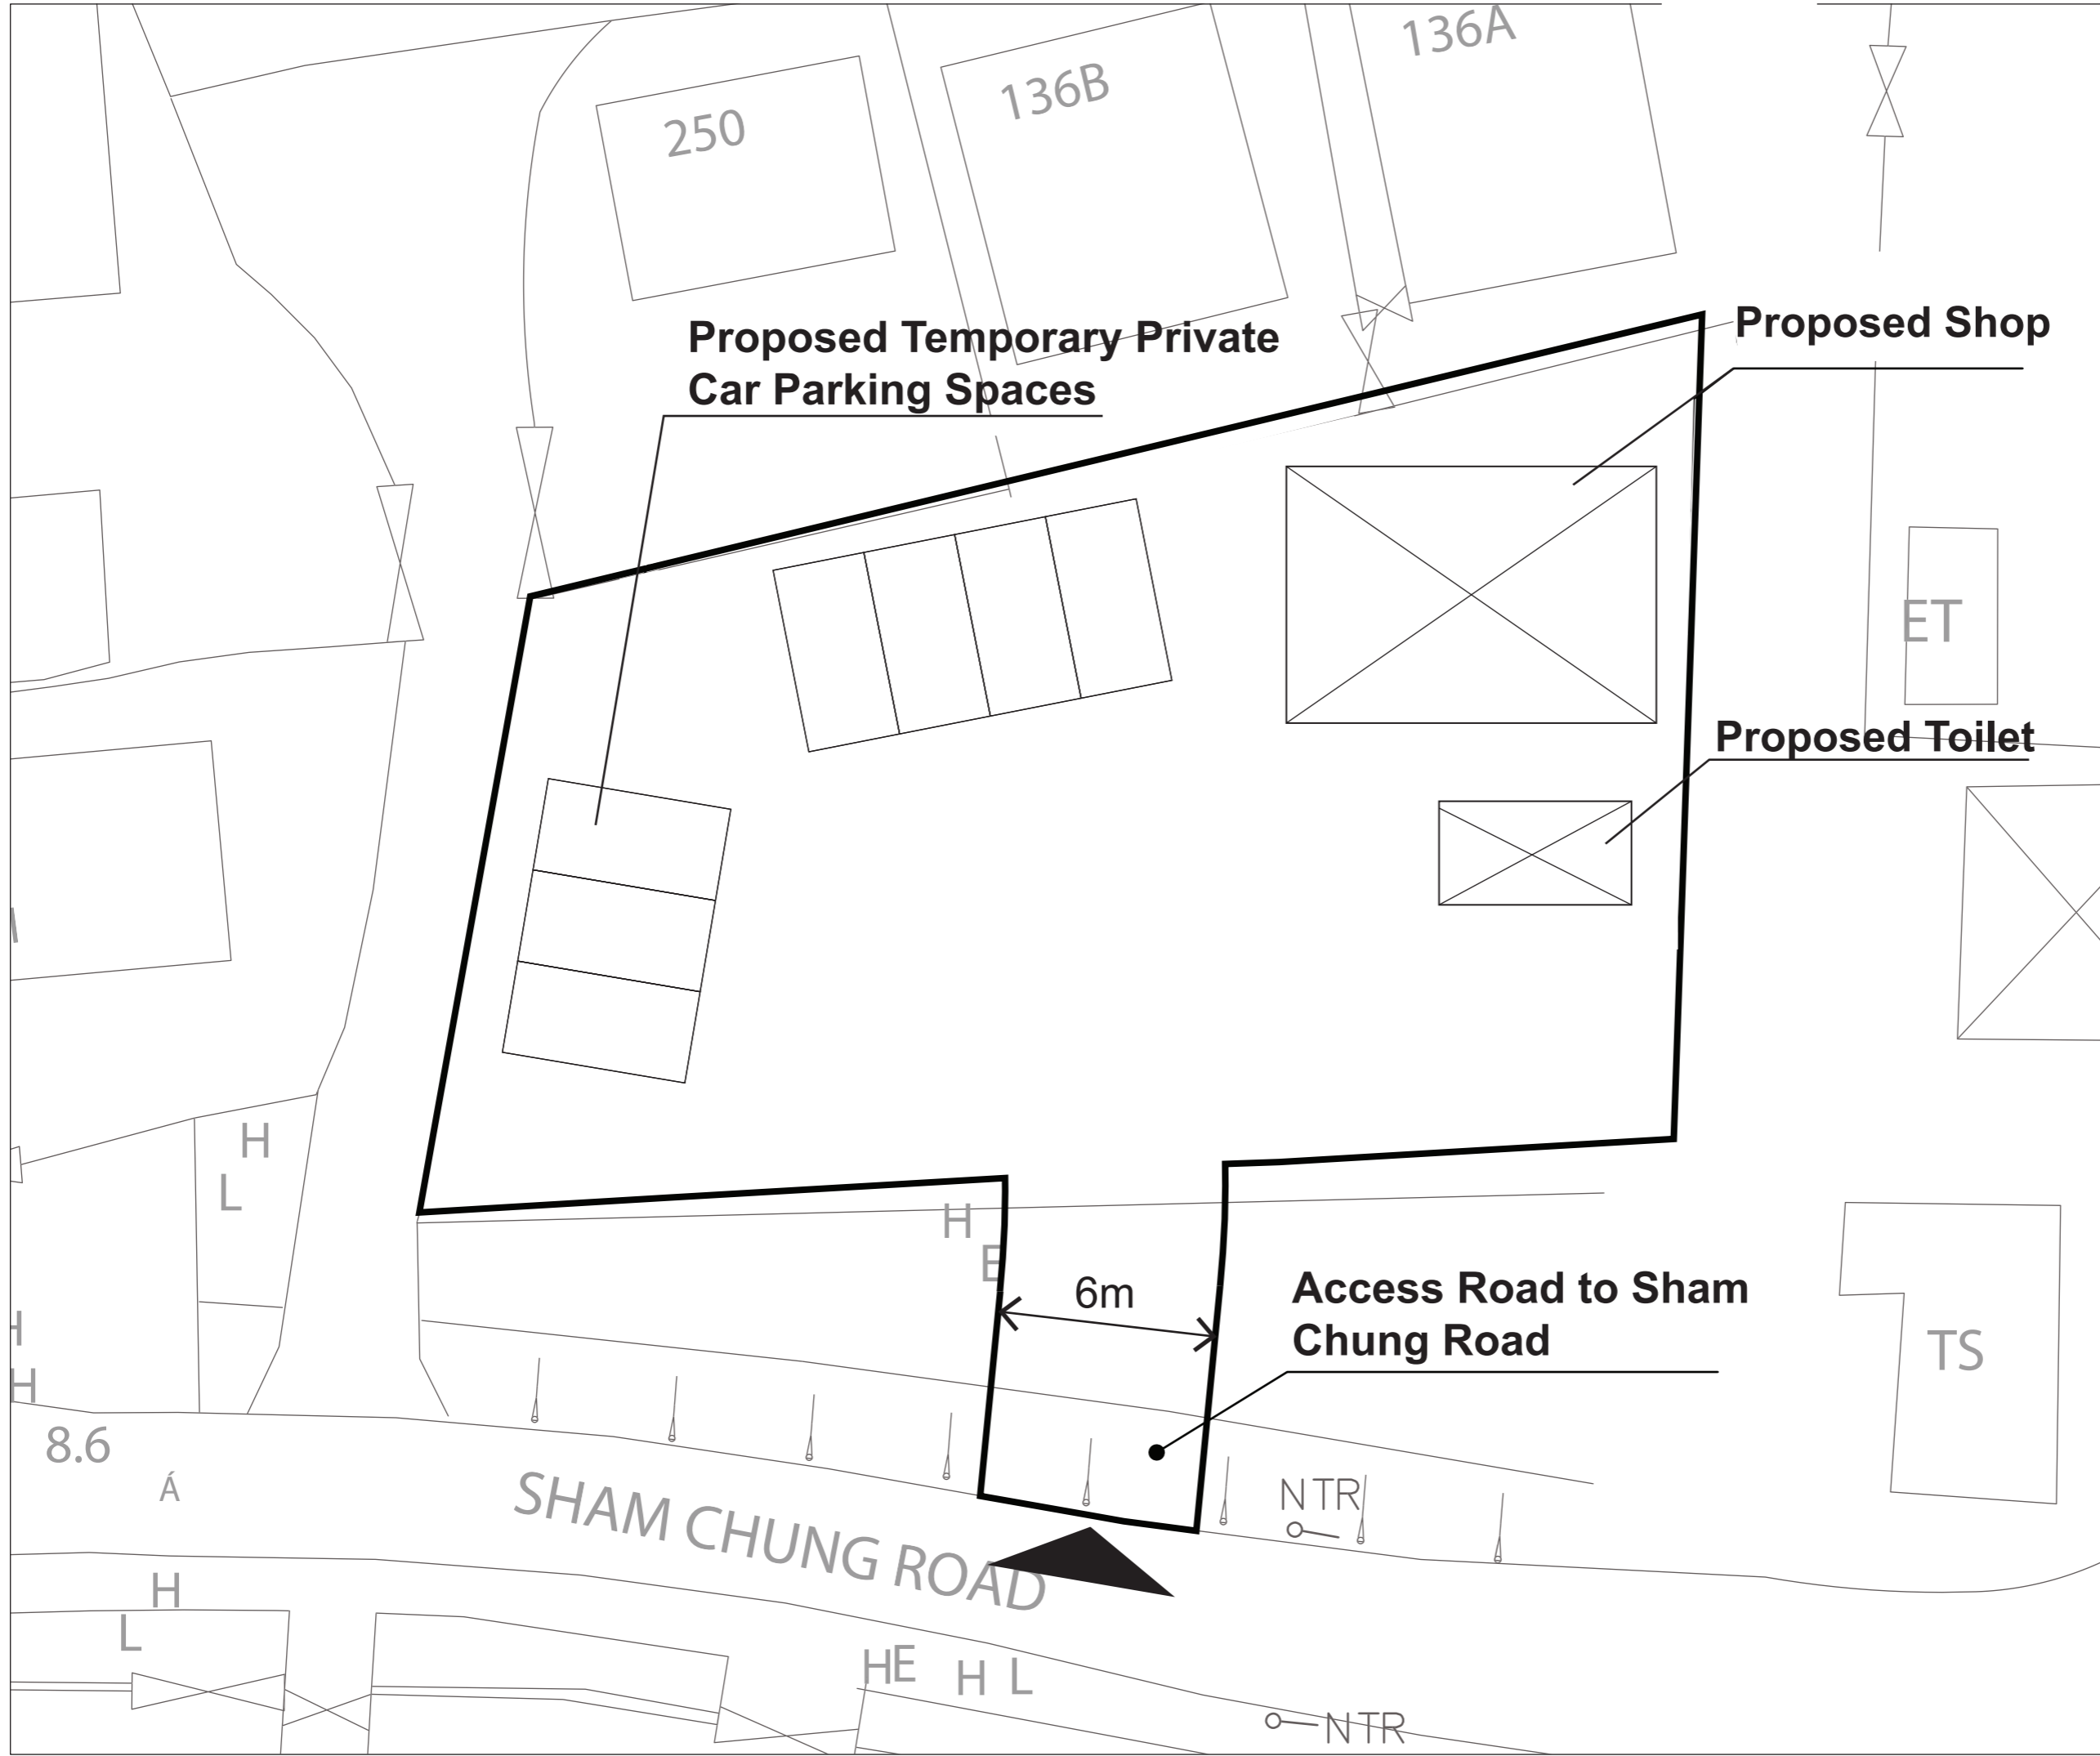 136A
136B
250
Proposed Shop
Proposed Temporary Private
Car Parking Spaces
ET
Proposed Toilet
H
L
H
E
6m
Access Road to Sham
Chung Road
TS
H
H
8.6
Á
SHAM CHUNG ROAD
NTR
H
L
HE
H L
NTR